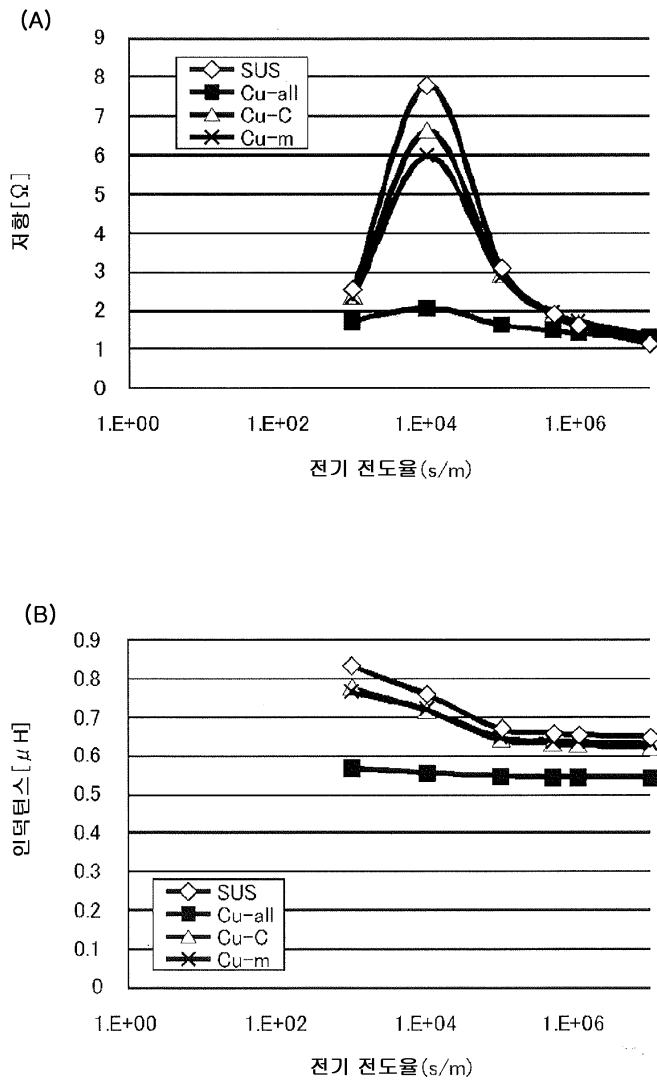 (A)
9
8
7
6
5
4
3
2
1
0
저항[Ω]
SUS
Cu-all
Cu-C
Cu-m
1.E+00
1.E+02
1.E+04
1.E+06
전기 전도율(s/m)
(B)
0.9
0.8
0.7
0.6
0.5
0.4
0.3
0.2
0.1
0
인덕턴스[μH]
SUS
Cu-all
Cu-C
Cu-m
1.E+00
1.E+02
1.E+04
1.E+06
전기 전도율(s/m)